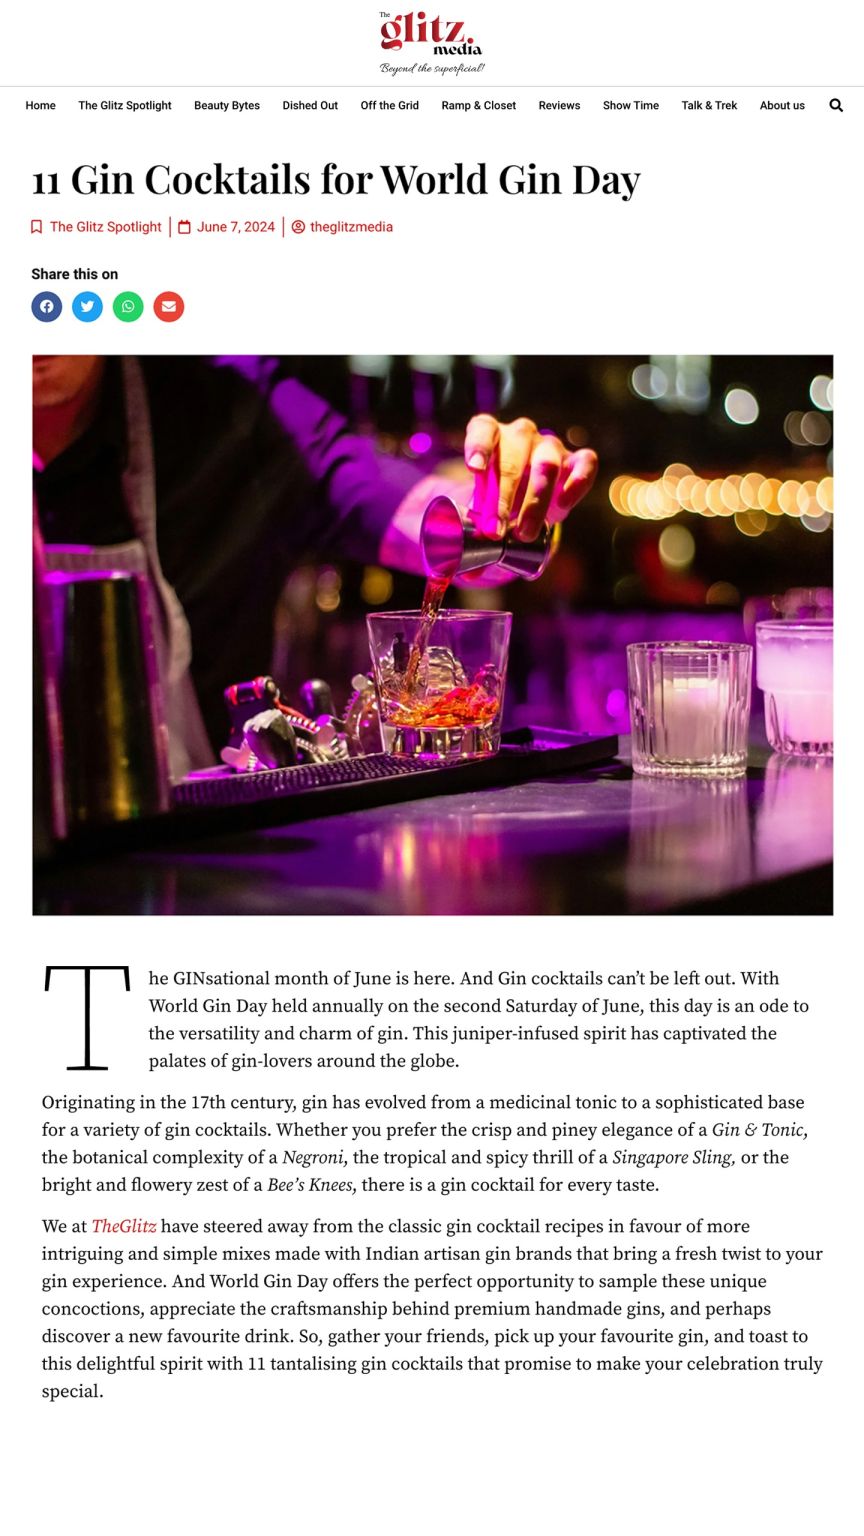 The
glitz.
media
Beyond the superficial!
Home The Glitz Spotlight Beauty Bytes Dished Out Off the Grid Ramp & Closet Reviews Show Time Talk & Trek About us
11 Gin Cocktails for World Gin Day
The Glitz Spotlight June 7, 2024 theglitzmedia
Share this on
The GINsational month of June is here. And Gin cocktails can’t be left out. With
World Gin Day held annually on the second Saturday of June, this day is an ode to
the versatility and charm of gin. This juniper-infused spirit has captivated the
palates of gin-lovers around the globe.
Originating in the 17th century, gin has evolved from a medicinal tonic to a sophisticated base
for a variety of gin cocktails. Whether you prefer the crisp and piney elegance of a Gin & Tonic,
the botanical complexity of a Negroni, the tropical and spicy thrill of a Singapore Sling, or the
bright and flowery zest of a Bee’s Knees, there is a gin cocktail for every taste.
We at TheGlitz have steered away from the classic gin cocktail recipes in favour of more
intriguing and simple mixes made with Indian artisan gin brands that bring a fresh twist to your
gin experience. And World Gin Day offers the perfect opportunity to sample these unique
concoctions, appreciate the craftsmanship behind premium handmade gins, and perhaps
discover a new favourite drink. So, gather your friends, pick up your favourite gin, and toast to
this delightful spirit with 11 tantalising gin cocktails that promise to make your celebration truly
special.